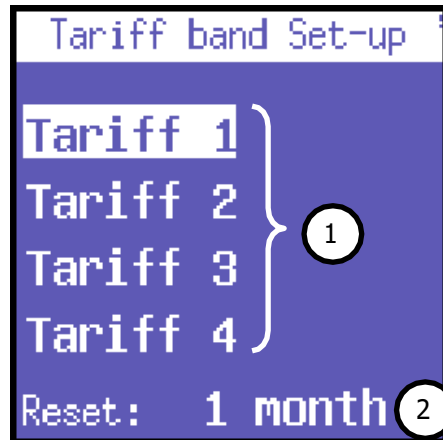 Tariff band Set-up
Tariff 1
Tariff 2
1
Tariff 3
Tariff 4
Reset: 1 month 2